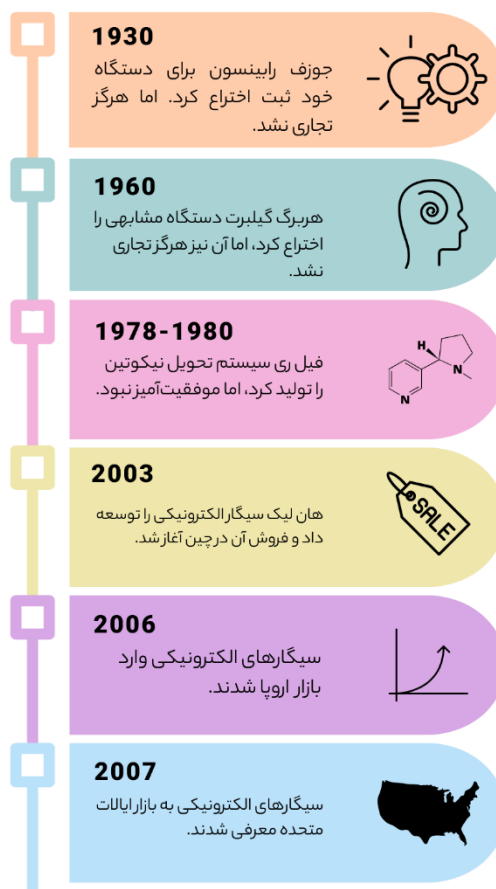 1930
جوزف رابینسون برای دستگاه
خود ثبت اختراع کرد. اما هرگز
تجاری نشد.
1960
هربرگ گیلبرت دستگاه مشابهی را
اختراع کرد، اما آن نیز هرگز تجاری
نشد.
1978-1980
فیل ری سیستم تحویل نیکوتین
را تولید کرد، اما موفقیت‌آمیز نبود.
H
N
N
2003
هان لیک سیگار الکترونیکی را توسعه
داد و فروش آن در چین آغاز شد.
SALE
2006
سیگارهای الکترونیکی وارد
بازار اروپا شدند.
2007
سیگارهای الکترونیکی به بازار ایالات
متحده معرفی شدند.